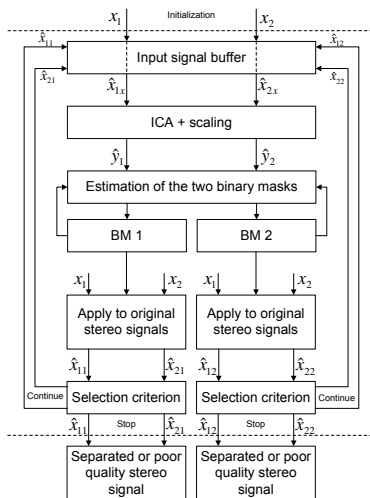 x1 Initialization x2
x̂11 x̂12
Input signal buffer
x̂21 x̂22
x̂1x x̂2x
ICA + scaling
ŷ1 ŷ2
Estimation of the two binary masks
BM 1 BM 2
x1 x2 x1 x2
Apply to original
stereo signals
Apply to original
stereo signals
x̂11 x̂21 x̂12 x̂22
Continue Selection criterion Selection criterion Continue
x̂11 Stop x̂21 x̂12 Stop x̂22
Separated or poor
quality stereo
signal
Separated or poor
quality stereo
signal